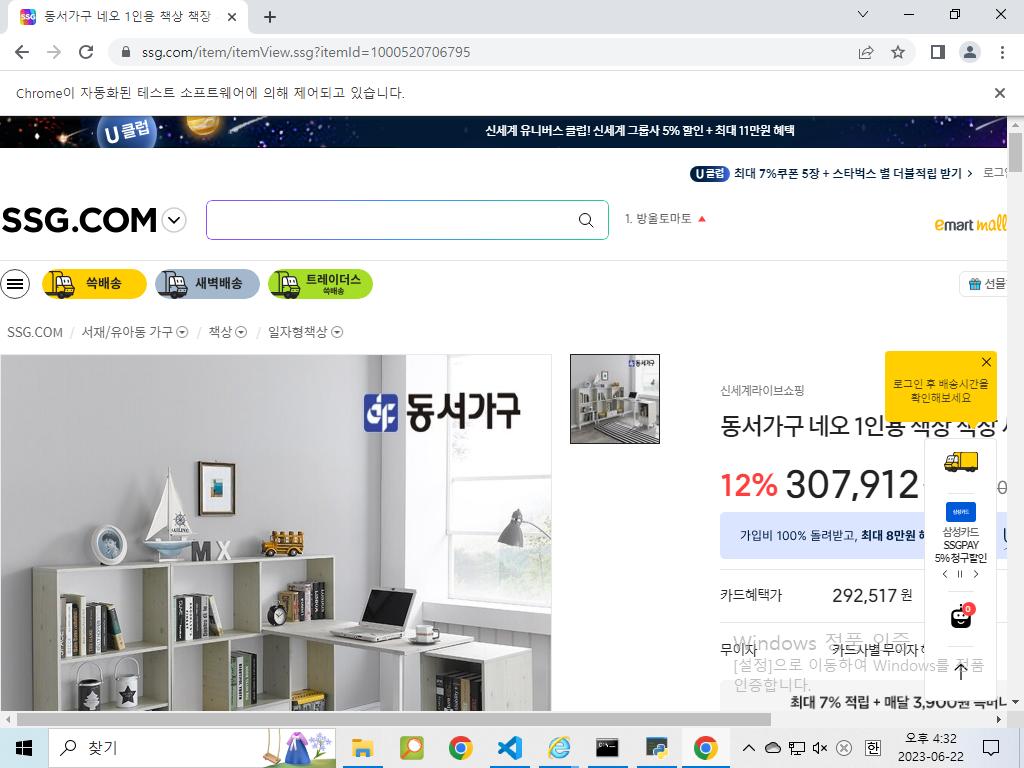 동서가구 네오 1인용 책상 책장
ssg.com/item/itemView.ssg?itemId=1000520706795
Chrome이 자동화된 테스트 소프트웨어에 의해 제어되고 있습니다.
U 클럽
신세계 유니버스 클럽! 신세계 그룹사 5% 할인 + 최대 11만원 혜택
U 클럽 최대 7%쿠폰 5장 + 스타벅스 별 더블적립 받기 > 로그인
SSG.COM
1. 방울토마토
emart mall
쓱배송
새벽배송
트레이더스
쓱배송
선물
SSG.COM / 서재/유아동 가구 / 책상 / 일자형책상
동서가구
동서가구
SAILING
MX
신세계라이브쇼핑
로그인 후 배송시간을
확인해보세요
동서가구 네오 1인용 책상 책장
12% 307,912
가입비 100% 돌려받고, 최대 8만원
삼성카드
삼성카드
SSGPAY
5% 청구할인
카드혜택가 292,517 원
0
무이자 카드사별 무이자
Windows 정품 인증
[설정]으로 이동하여 Windows를 정품
인증합니다.
최대 7% 적립 + 매달 3,900원
찾기
한
오후 4:32
2023-06-22